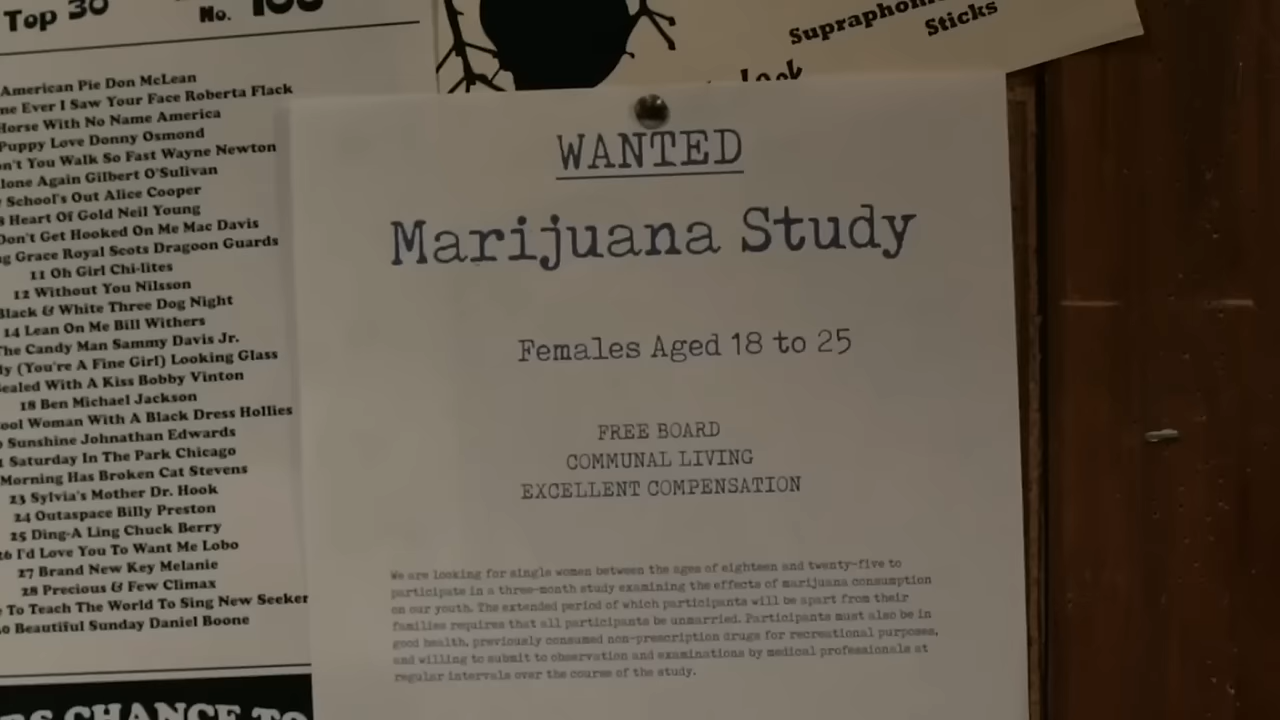 Top 30
No. 100
American Pie Don McLean
Ever I Saw Your Face Roberta Flack
Horse With No Name America
Puppy Love Donny Osmond
You Walk So Fast Wayne Newton
Again Gilbert O'Sullivan
School's Out Alice Cooper
8 Heart Of Gold Neil Young
Don't Get Hooked On Me Mac Davis
Grace Royal Scots Dragoon Guards
11 Oh Girl Chi-lites
12 Without You Nilsson
Black & White Three Dog Night
14 Lean On Me Bill Withers
The Candy Man Sammy Davis Jr.
(You're A Fine Girl) Looking Glass
With A Kiss Bobby Vinton
18 Ben Michael Jackson
Woman With A Black Dress Hollies
Sunshine Johnathan Edwards
Saturday In The Park Chicago
Morning Has Broken Cat Stevens
23 Sylvia's Mother Dr. Hook
24 Outaspace Billy Preston
25 Ding-A Ling Chuck Berry
26 I'd Love You To Want Me Lobo
27 Brand New Key Melanie
28 Precious & Few Climax
To Teach The World To Sing New Seeker
Beautiful Sunday Daniel Boone
CHANCE TO
Sticks
Look
WANTED
Marijuana Study
Females Aged 18 to 25
FREE BOARD
COMMUNAL LIVING
EXCELLENT COMPENSATION
We are looking for single women between the ages of eighteen and twenty-five to
participate in a three-month study examining the effects of marijuana consumption
on our youth. The extended period of which participants will be apart from their
families requires that all participants be unmarried. Participants must also be in
good health, previously consumed non-prescription drugs for recreational purposes,
and willing to submit to observation and examinations by medical professionals at
regular intervals over the course of the study.